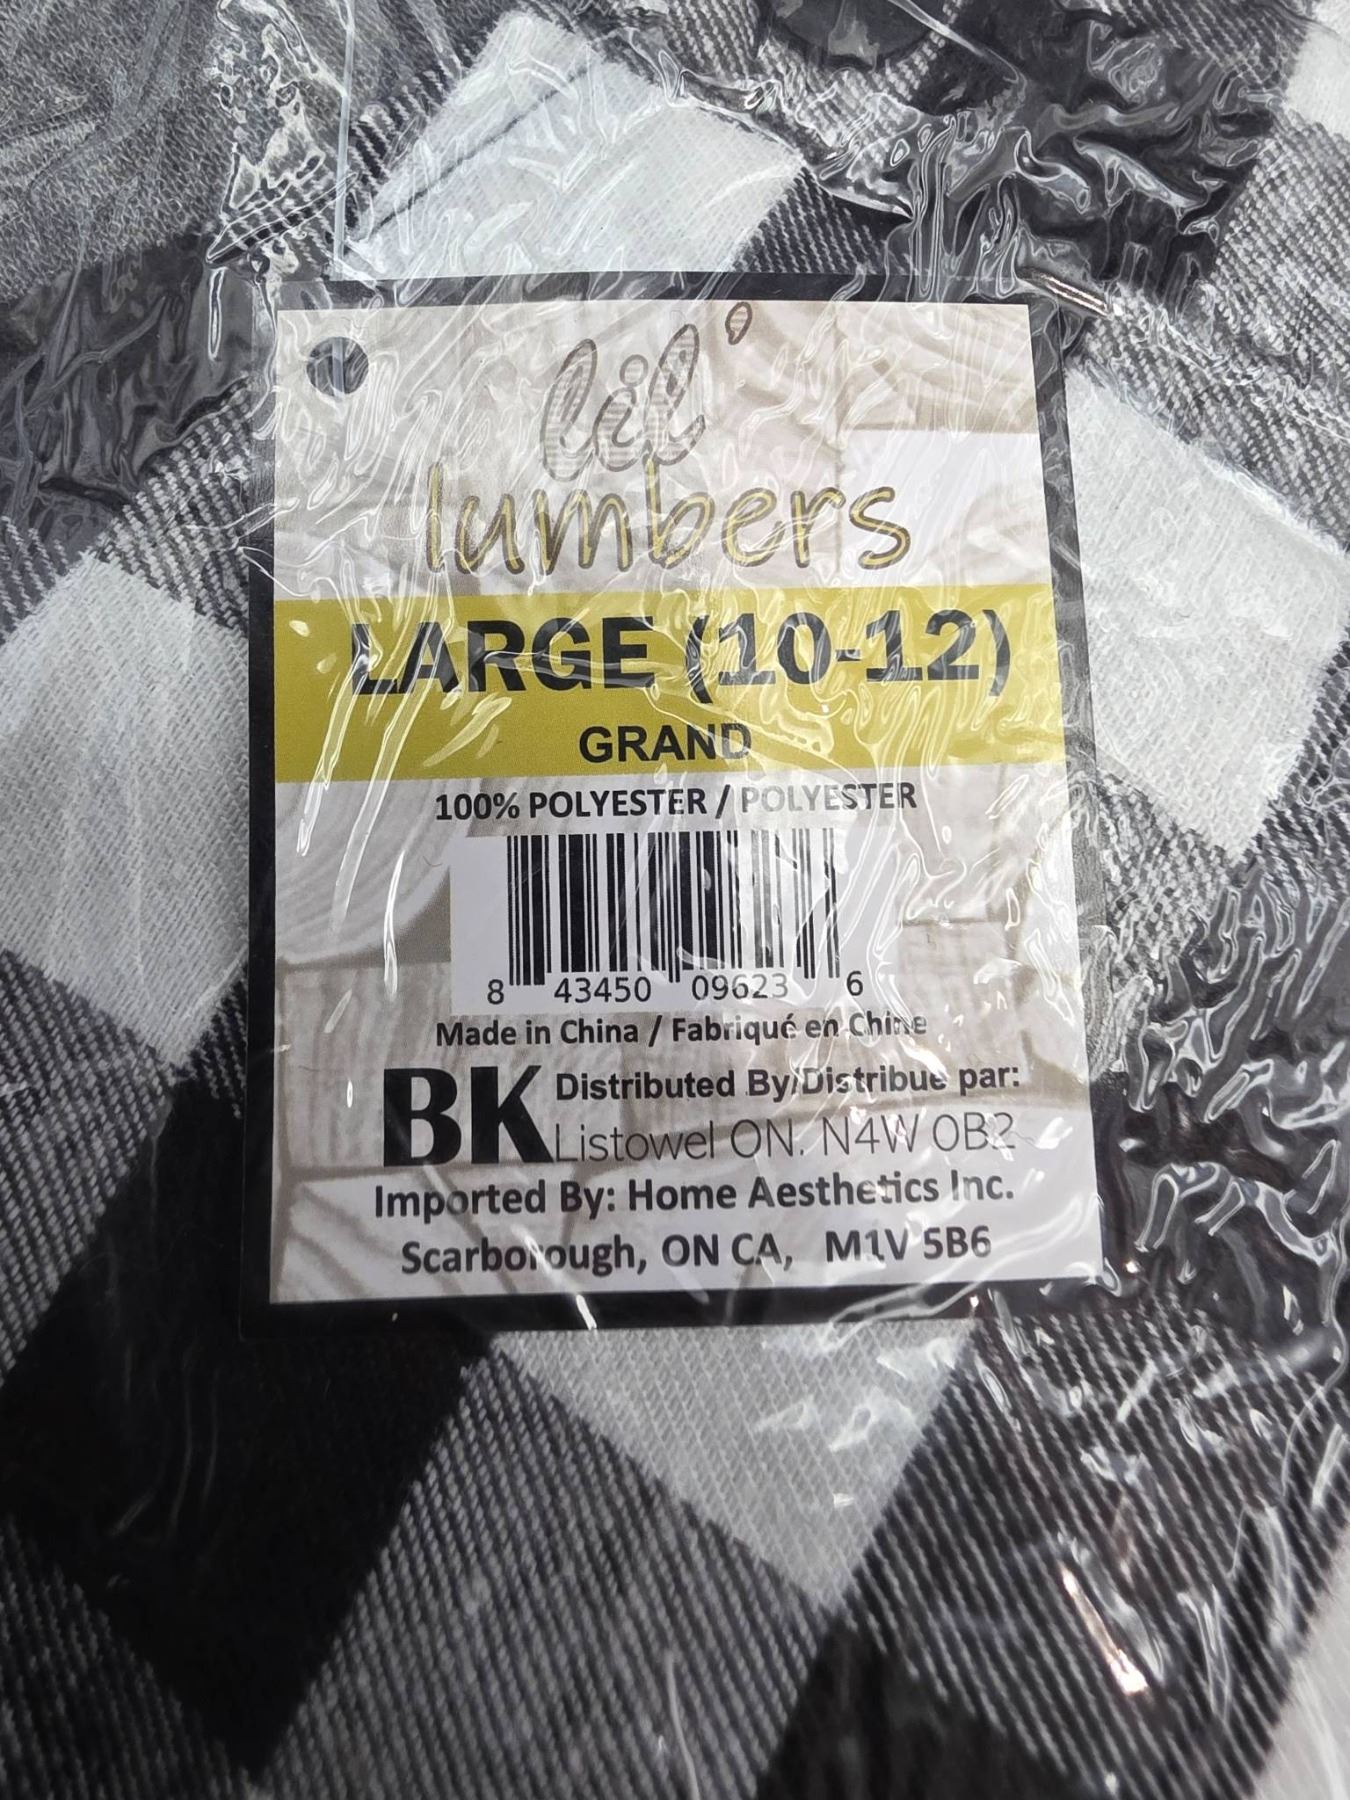 lil'
lumbers
LARGE (10-12)
GRAND
100% POLYESTER / POLYESTER
8 43450 09623 6
Made in China / Fabriqué en Chine
BK Distributed By/Distribué par:
Listowel ON. N4W 0B2
Imported By: Home Aesthetics Inc.
Scarborough, ON CA, M1V 5B6